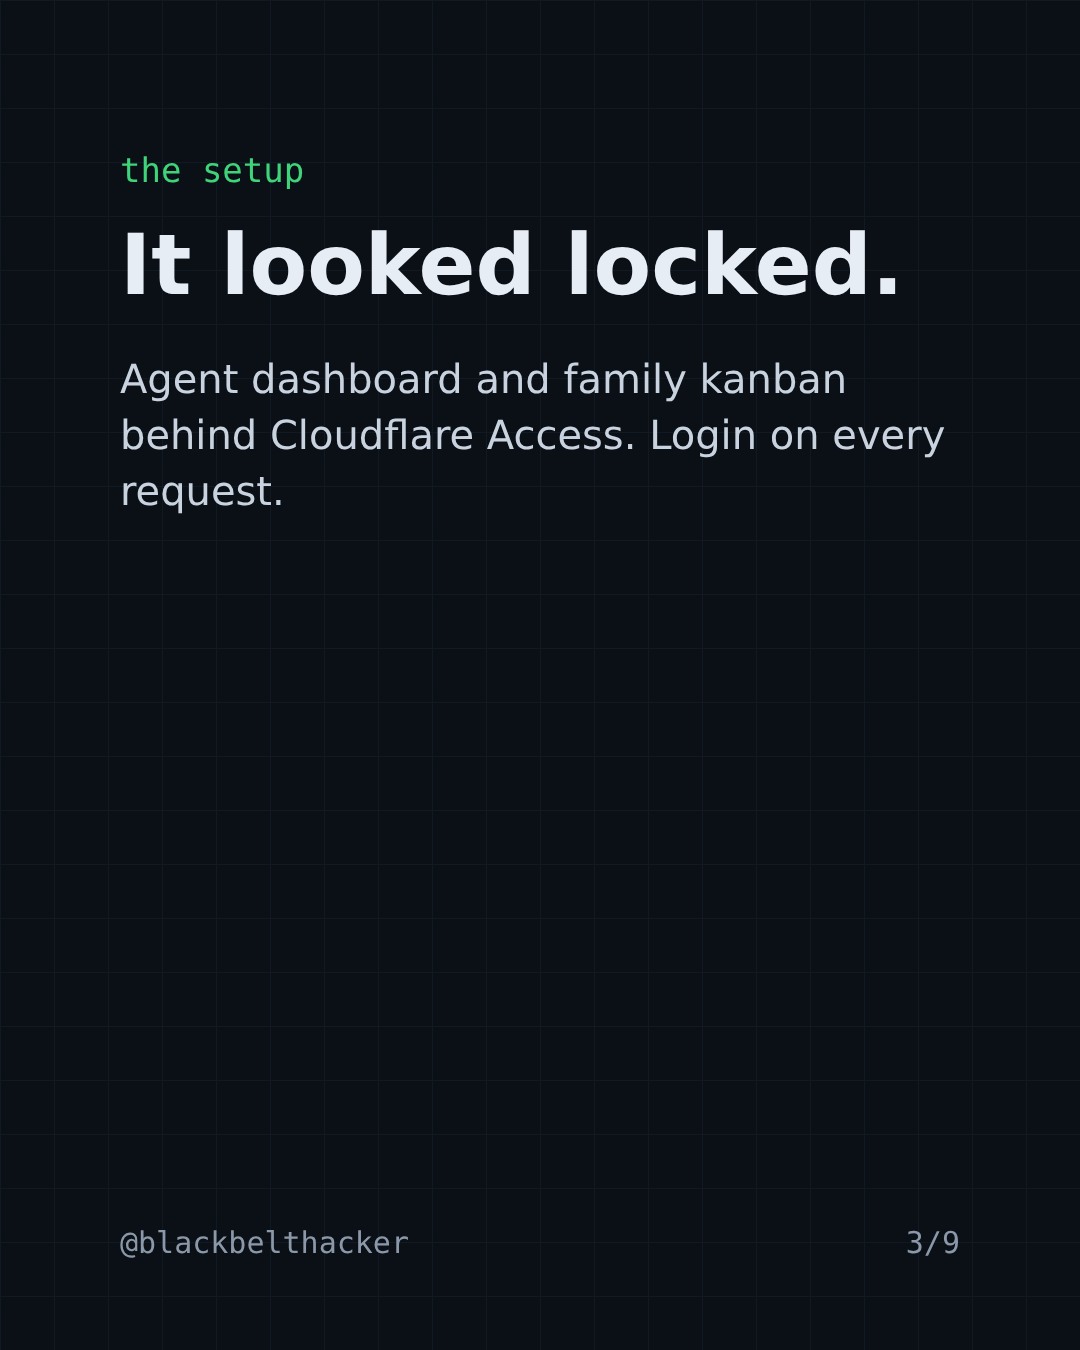 the setup
It looked locked.
Agent dashboard and family kanban
behind Cloudflare Access. Login on every
request.
@blackbelthacker
3/9